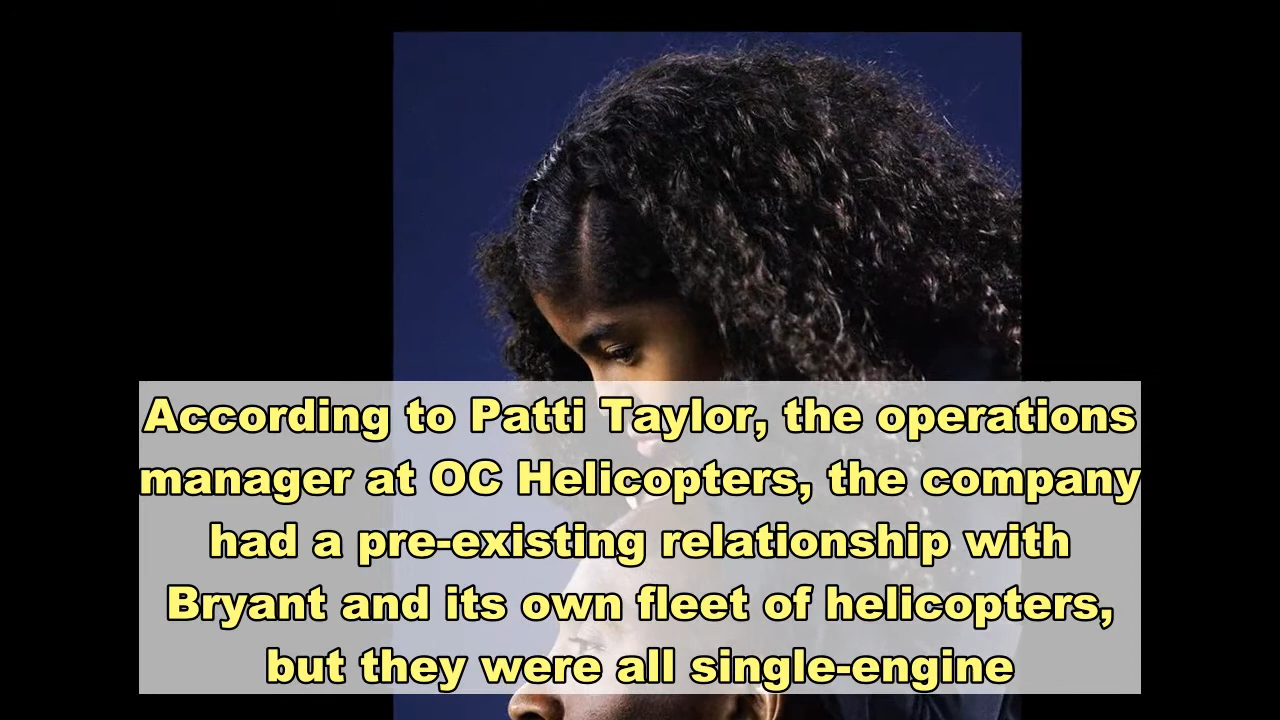 According to Patti Taylor, the operations
manager at OC Helicopters, the company
had a pre-existing relationship with
Bryant and its own fleet of helicopters,
but they were all single-engine